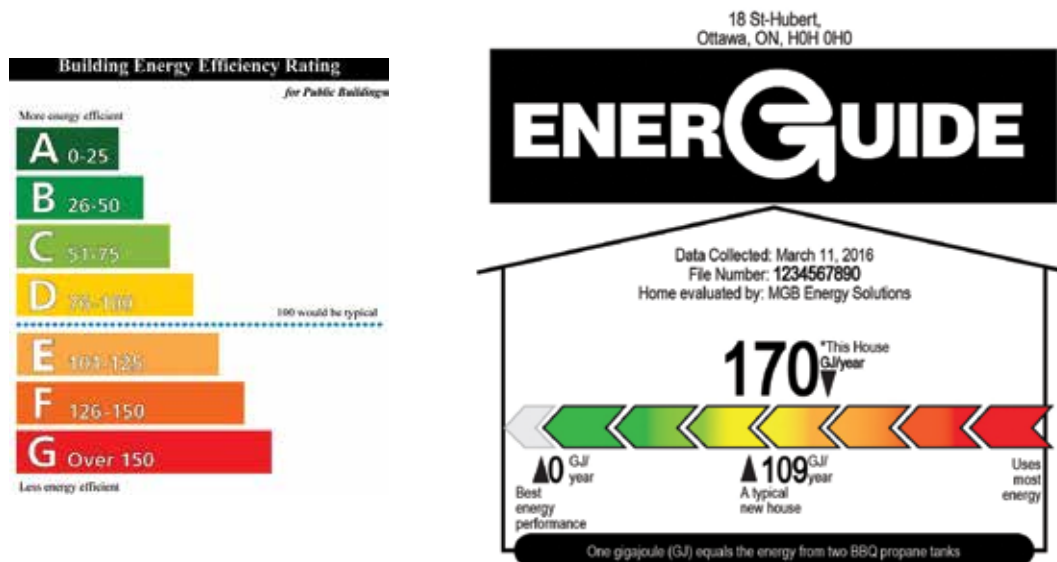 Building Energy Efficiency Rating
for Public Buildings
More energy efficient
A 0-25
B 26-50
C 51-75
D 76-100
100 would be typical
E 101-125
F 126-150
G Over 150
Less energy efficient
18 St-Hubert,
Ottawa, ON, H0H 0H0
ENERGUIDE
Data Collected: March 11, 2016
File Number: 1234567890
Home evaluated by: MGB Energy Solutions
170 *This House
GJ/year
0 GJ/
year
Best
energy
performance
109 GJ/
year
A typical
new house
Uses
most
energy
One gigajoule (GJ) equals the energy from two BBQ propane tanks